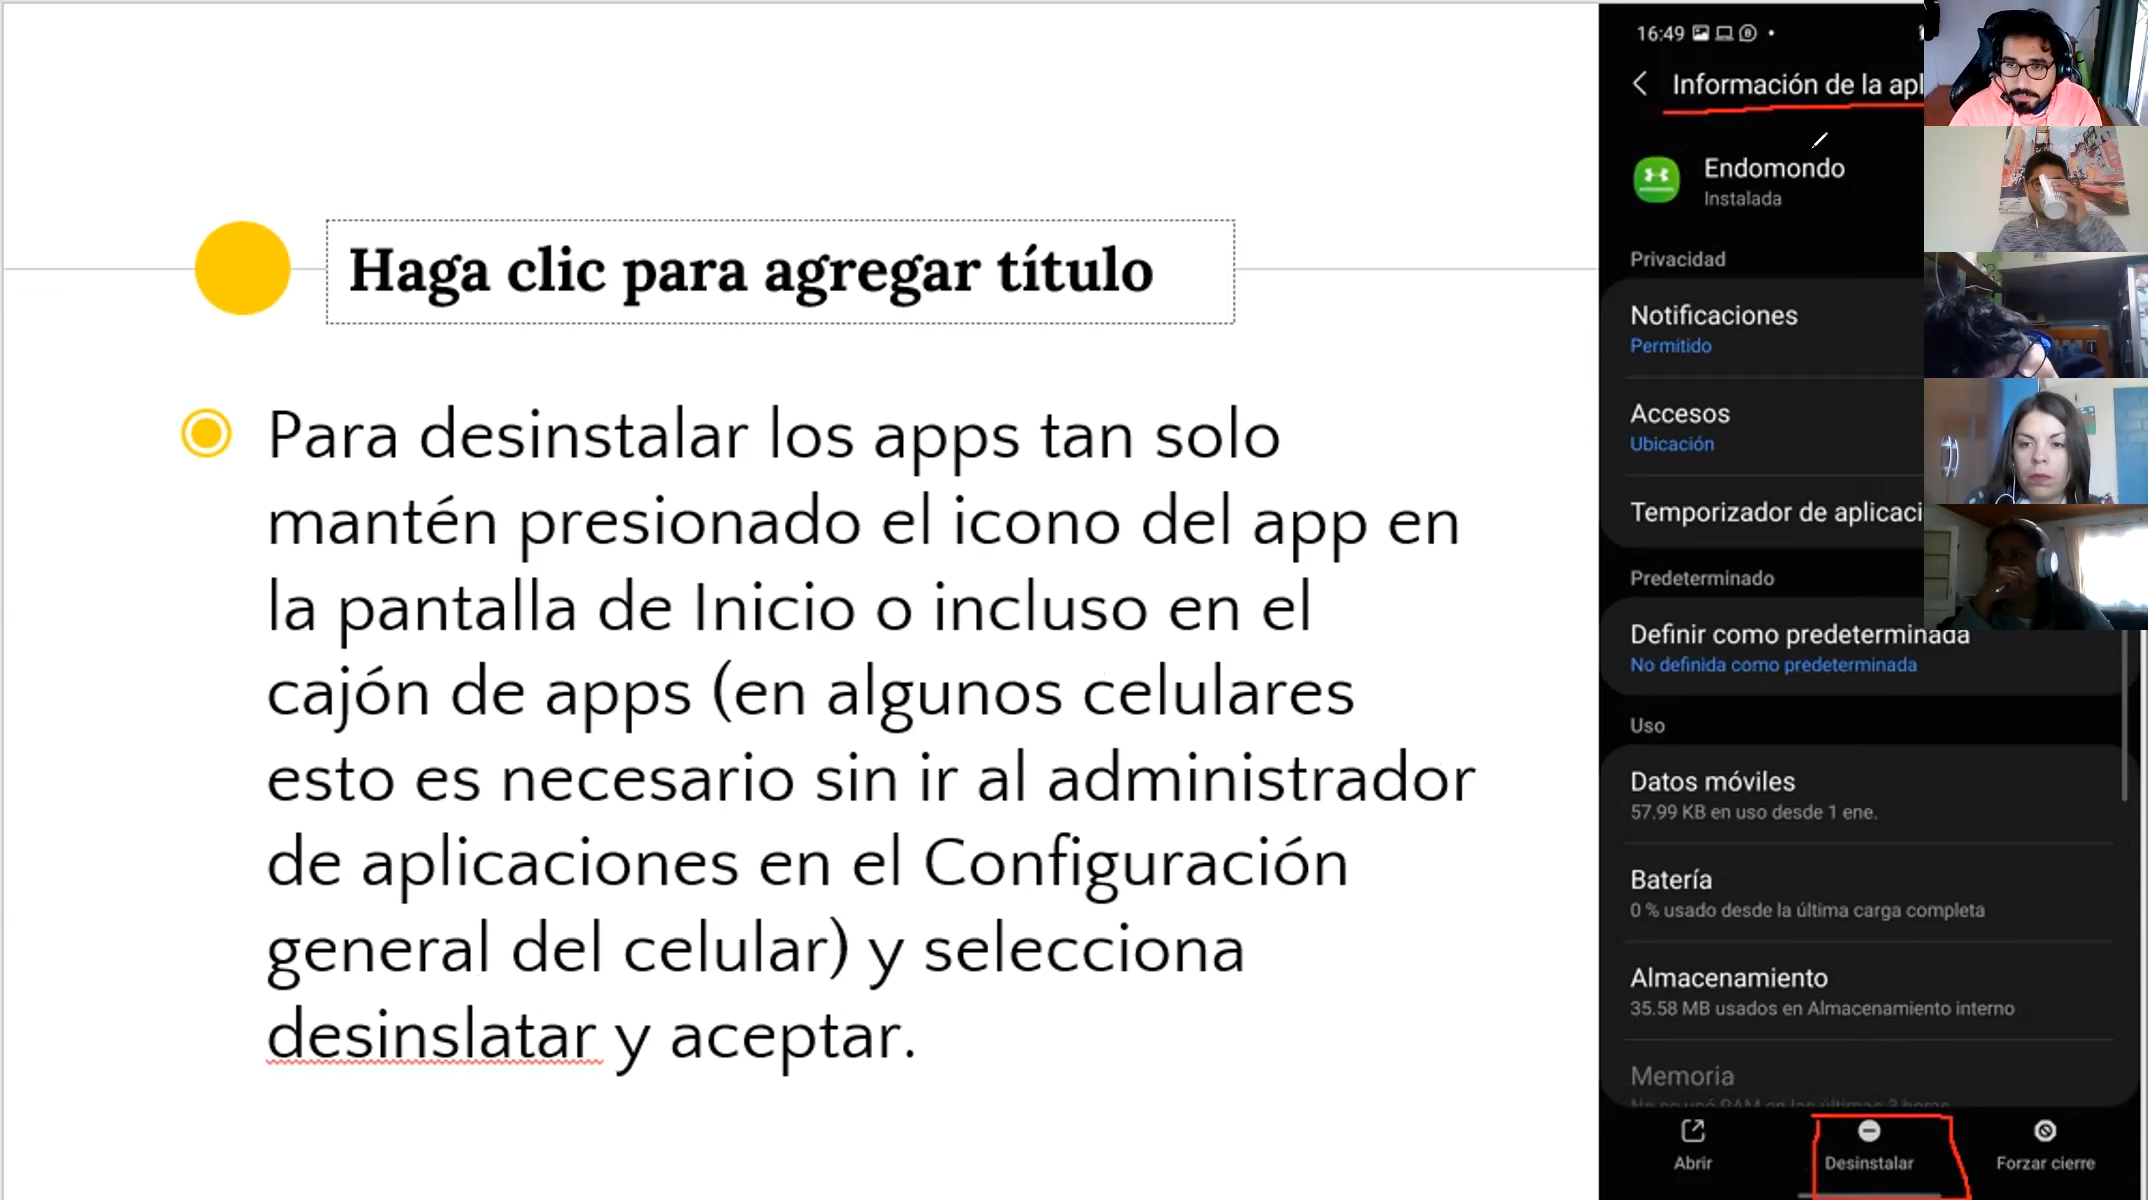 Haga clic para agregar título
Para desinstalar los apps tan solo
mantén presionado el icono del app en
la pantalla de Inicio o incluso en el
cajón de apps (en algunos celulares
esto es necesario sin ir al administrador
de aplicaciones en el Configuración
general del celular) y selecciona
desinslatar y aceptar.
16:49
Información de la apl
Endomondo
Instalada
Privacidad
Notificaciones
Permitido
Accesos
Ubicación
Temporizador de aplicaci
Predeterminado
Definir como predeterminada
No definida como predeterminada
Uso
Datos móviles
57.99 KB en uso desde 1 ene.
Batería
0 % usado desde la última carga completa
Almacenamiento
35.58 MB usados en Almacenamiento interno
Memoria
Abrir
Desinstalar
Forzar cierre